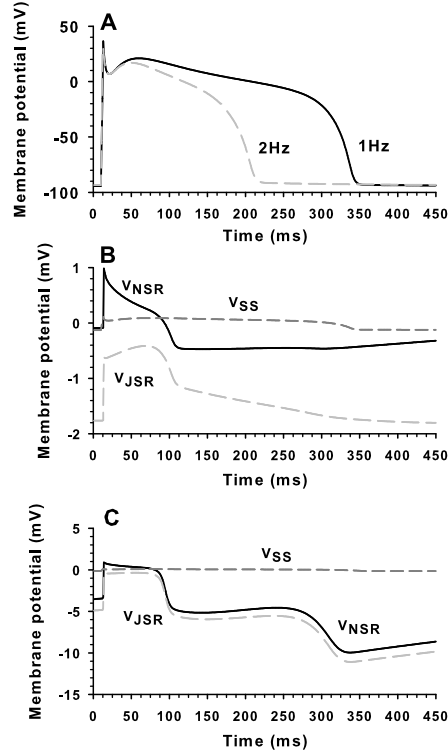 A
Membrane potential (mV)
50
0
-50
-100
2Hz
1Hz
0 50 100 150 200 250 300 350 400 450
Time (ms)
B
Membrane potential (mV)
1
0
-1
-2
VNSR
VSS
VJSR
0 50 100 150 200 250 300 350 400 450
Time (ms)
C
Membrane potential (mV)
5
0
-5
-10
-15
VSS
VJSR
VNSR
0 50 100 150 200 250 300 350 400 450
Time (ms)